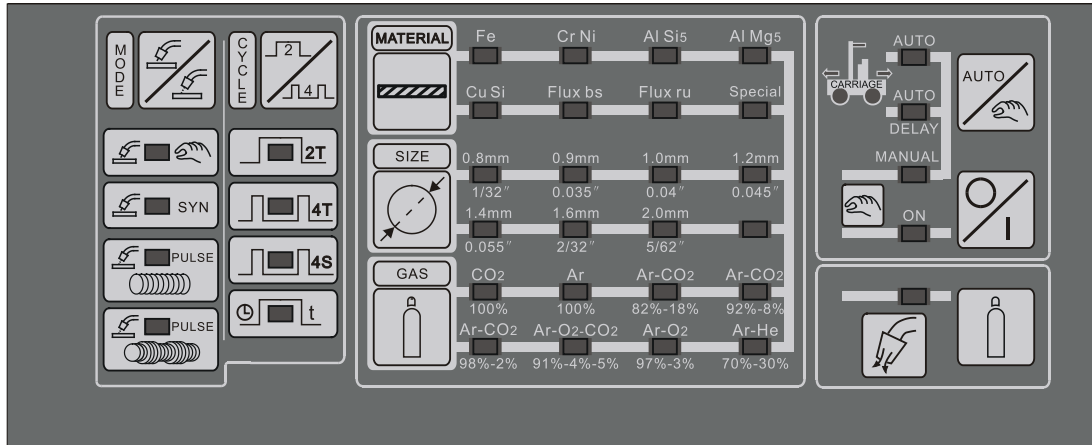 MODE
CYCLE
2
4
2T
SYN
4T
PULSE
4S
PULSE
t
MATERIAL
Fe Cr Ni Al Si5 Al Mg5
Cu Si Flux bs Flux ru Special
SIZE
0.8mm 0.9mm 1.0mm 1.2mm
1/32″ 0.035″ 0.04″ 0.045″
1.4mm 1.6mm 2.0mm
0.055″ 2/32″ 5/62″
GAS
CO2 Ar Ar-CO2 Ar-CO2
100% 100% 82%-18% 92%-8%
Ar-CO2 Ar-O2-CO2 Ar-O2 Ar-He
98%-2% 91%-4%-5% 97%-3% 70%-30%
AUTO
CARRIAGE
AUTO
DELAY
MANUAL
ON
AUTO
O
I